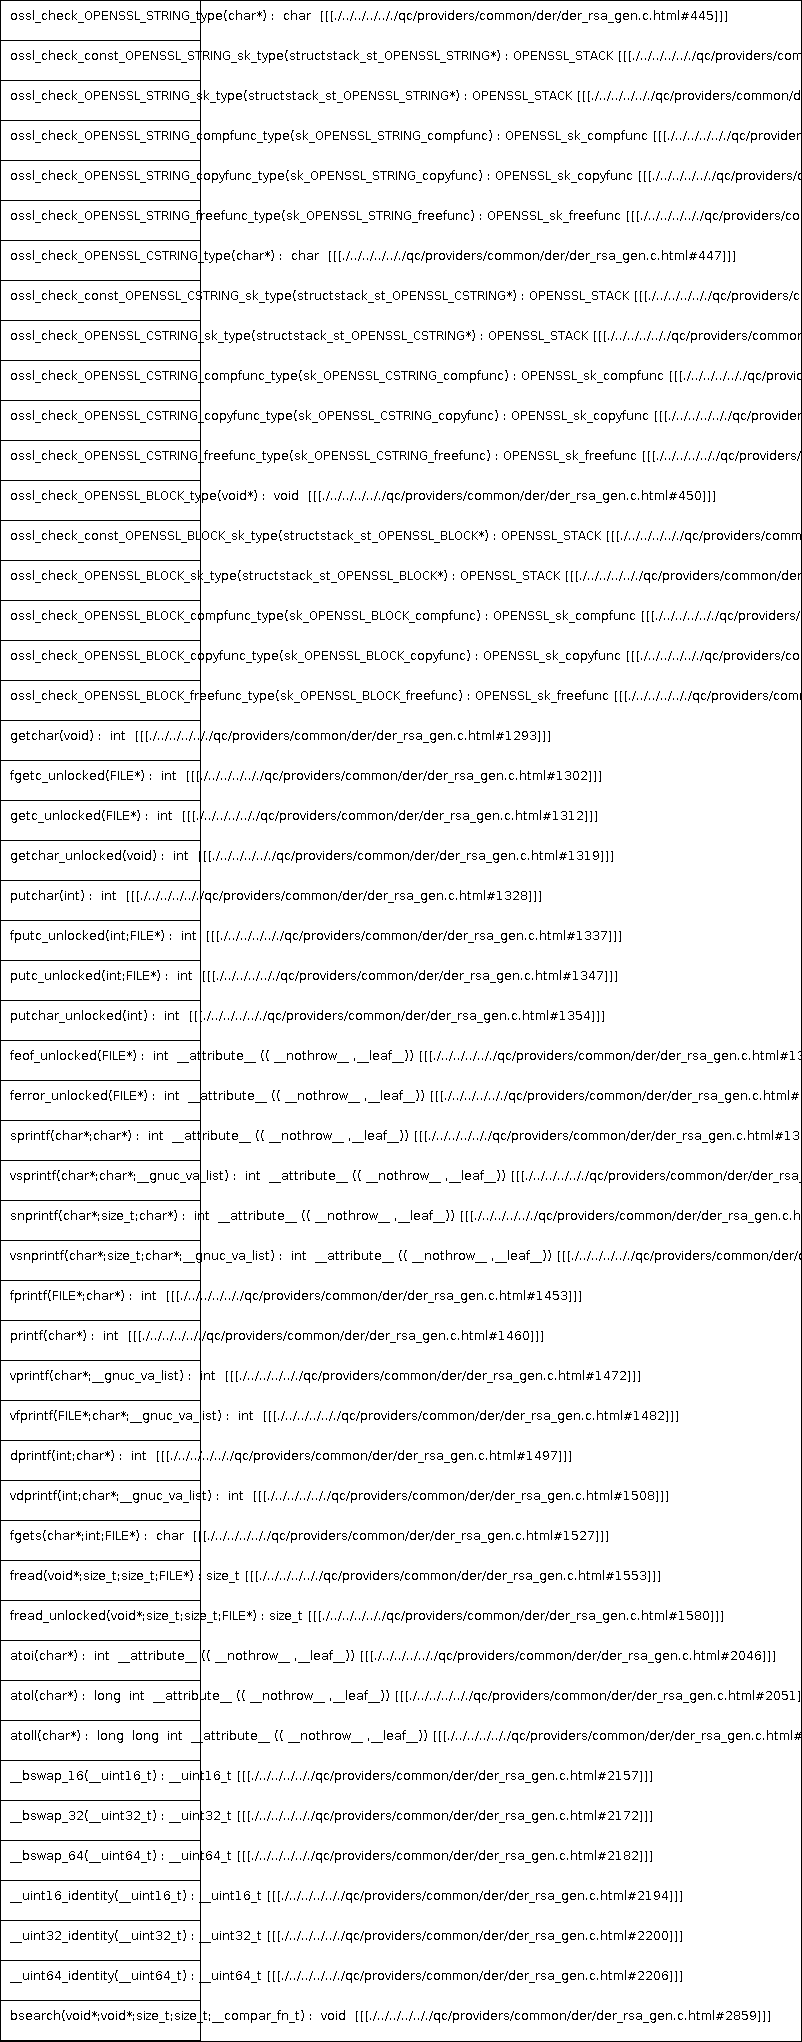 ossl_check_OPENSSL_STRING_type(char*) :  char  [[[./../../../../../qc/providers/common/der/der_rsa_gen.c.html#445]]]
ossl_check_const_OPENSSL_STRING_sk_type(structstack_st_OPENSSL_STRING*) : OPENSSL_STACK [[[./../../../../../qc/providers/com
ossl_check_OPENSSL_STRING_sk_type(structstack_st_OPENSSL_STRING*) : OPENSSL_STACK [[[./../../../../../qc/providers/common/d
ossl_check_OPENSSL_STRING_compfunc_type(sk_OPENSSL_STRING_compfunc) : OPENSSL_sk_compfunc [[[./../../../../../qc/provider
ossl_check_OPENSSL_STRING_copyfunc_type(sk_OPENSSL_STRING_copyfunc) : OPENSSL_sk_copyfunc [[[./../../../../../qc/providers/c
ossl_check_OPENSSL_STRING_freefunc_type(sk_OPENSSL_STRING_freefunc) : OPENSSL_sk_freefunc [[[./../../../../../qc/providers/co
ossl_check_OPENSSL_CSTRING_type(char*) :  char  [[[./../../../../../qc/providers/common/der/der_rsa_gen.c.html#447]]]
ossl_check_const_OPENSSL_CSTRING_sk_type(structstack_st_OPENSSL_CSTRING*) : OPENSSL_STACK [[[./../../../../../qc/providers/c
ossl_check_OPENSSL_CSTRING_sk_type(structstack_st_OPENSSL_CSTRING*) : OPENSSL_STACK [[[./../../../../../qc/providers/common
ossl_check_OPENSSL_CSTRING_compfunc_type(sk_OPENSSL_CSTRING_compfunc) : OPENSSL_sk_compfunc [[[./../../../../../qc/provid
ossl_check_OPENSSL_CSTRING_copyfunc_type(sk_OPENSSL_CSTRING_copyfunc) : OPENSSL_sk_copyfunc [[[./../../../../../qc/provider
ossl_check_OPENSSL_CSTRING_freefunc_type(sk_OPENSSL_CSTRING_freefunc) : OPENSSL_sk_freefunc [[[./../../../../../qc/providers/
ossl_check_OPENSSL_BLOCK_type(void*) :  void  [[[./../../../../../qc/providers/common/der/der_rsa_gen.c.html#450]]]
ossl_check_const_OPENSSL_BLOCK_sk_type(structstack_st_OPENSSL_BLOCK*) : OPENSSL_STACK [[[./../../../../../qc/providers/comm
ossl_check_OPENSSL_BLOCK_sk_type(structstack_st_OPENSSL_BLOCK*) : OPENSSL_STACK [[[./../../../../../qc/providers/common/der
ossl_check_OPENSSL_BLOCK_compfunc_type(sk_OPENSSL_BLOCK_compfunc) : OPENSSL_sk_compfunc [[[./../../../../../qc/providers/
ossl_check_OPENSSL_BLOCK_copyfunc_type(sk_OPENSSL_BLOCK_copyfunc) : OPENSSL_sk_copyfunc [[[./../../../../../qc/providers/co
ossl_check_OPENSSL_BLOCK_freefunc_type(sk_OPENSSL_BLOCK_freefunc) : OPENSSL_sk_freefunc [[[./../../../../../qc/providers/com
getchar(void) :  int  [[[./../../../../../qc/providers/common/der/der_rsa_gen.c.html#1293]]]
fgetc_unlocked(FILE*) :  int  [[[./../../../../../qc/providers/common/der/der_rsa_gen.c.html#1302]]]
getc_unlocked(FILE*) :  int  [[[./../../../../../qc/providers/common/der/der_rsa_gen.c.html#1312]]]
getchar_unlocked(void) :  int  [[[./../../../../../qc/providers/common/der/der_rsa_gen.c.html#1319]]]
putchar(int) :  int  [[[./../../../../../qc/providers/common/der/der_rsa_gen.c.html#1328]]]
fputc_unlocked(int;FILE*) :  int  [[[./../../../../../qc/providers/common/der/der_rsa_gen.c.html#1337]]]
putc_unlocked(int;FILE*) :  int  [[[./../../../../../qc/providers/common/der/der_rsa_gen.c.html#1347]]]
putchar_unlocked(int) :  int  [[[./../../../../../qc/providers/common/der/der_rsa_gen.c.html#1354]]]
feof_unlocked(FILE*) :  int  __attribute__ (( __nothrow__ ,__leaf__)) [[[./../../../../../qc/providers/common/der/der_rsa_gen.c.html#13
ferror_unlocked(FILE*) :  int  __attribute__ (( __nothrow__ ,__leaf__)) [[[./../../../../../qc/providers/common/der/der_rsa_gen.c.html#
sprintf(char*;char*) :  int  __attribute__ (( __nothrow__ ,__leaf__)) [[[./../../../../../qc/providers/common/der/der_rsa_gen.c.html#13
vsprintf(char*;char*;__gnuc_va_list) :  int  __attribute__ (( __nothrow__ ,__leaf__)) [[[./../../../../../qc/providers/common/der/der_rsa_
snprintf(char*;size_t;char*) :  int  __attribute__ (( __nothrow__ ,__leaf__)) [[[./../../../../../qc/providers/common/der/der_rsa_gen.c.h
vsnprintf(char*;size_t;char*;__gnuc_va_list) :  int  __attribute__ (( __nothrow__ ,__leaf__)) [[[./../../../../../qc/providers/common/der/d
fprintf(FILE*;char*) :  int  [[[./../../../../../qc/providers/common/der/der_rsa_gen.c.html#1453]]]
printf(char*) :  int  [[[./../../../../../qc/providers/common/der/der_rsa_gen.c.html#1460]]]
vprintf(char*;__gnuc_va_list) :  int  [[[./../../../../../qc/providers/common/der/der_rsa_gen.c.html#1472]]]
vfprintf(FILE*;char*;__gnuc_va_list) :  int  [[[./../../../../../qc/providers/common/der/der_rsa_gen.c.html#1482]]]
dprintf(int;char*) :  int  [[[./../../../../../qc/providers/common/der/der_rsa_gen.c.html#1497]]]
vdprintf(int;char*;__gnuc_va_list) :  int  [[[./../../../../../qc/providers/common/der/der_rsa_gen.c.html#1508]]]
fgets(char*;int;FILE*) :  char  [[[./../../../../../qc/providers/common/der/der_rsa_gen.c.html#1527]]]
fread(void*;size_t;size_t;FILE*) : size_t [[[./../../../../../qc/providers/common/der/der_rsa_gen.c.html#1553]]]
fread_unlocked(void*;size_t;size_t;FILE*) : size_t [[[./../../../../../qc/providers/common/der/der_rsa_gen.c.html#1580]]]
atoi(char*) :  int  __attribute__ (( __nothrow__ ,__leaf__)) [[[./../../../../../qc/providers/common/der/der_rsa_gen.c.html#2046]]]
atol(char*) :  long  int  __attribute__ (( __nothrow__ ,__leaf__)) [[[./../../../../../qc/providers/common/der/der_rsa_gen.c.html#2051]
atoll(char*) :  long  long  int  __attribute__ (( __nothrow__ ,__leaf__)) [[[./../../../../../qc/providers/common/der/der_rsa_gen.c.html#
__bswap_16(__uint16_t) : __uint16_t [[[./../../../../../qc/providers/common/der/der_rsa_gen.c.html#2157]]]
__bswap_32(__uint32_t) : __uint32_t [[[./../../../../../qc/providers/common/der/der_rsa_gen.c.html#2172]]]
__bswap_64(__uint64_t) : __uint64_t [[[./../../../../../qc/providers/common/der/der_rsa_gen.c.html#2182]]]
__uint16_identity(__uint16_t) : __uint16_t [[[./../../../../../qc/providers/common/der/der_rsa_gen.c.html#2194]]]
__uint32_identity(__uint32_t) : __uint32_t [[[./../../../../../qc/providers/common/der/der_rsa_gen.c.html#2200]]]
__uint64_identity(__uint64_t) : __uint64_t [[[./../../../../../qc/providers/common/der/der_rsa_gen.c.html#2206]]]
bsearch(void*;void*;size_t;size_t;__compar_fn_t) :  void  [[[./../../../../../qc/providers/common/der/der_rsa_gen.c.html#2859]]]